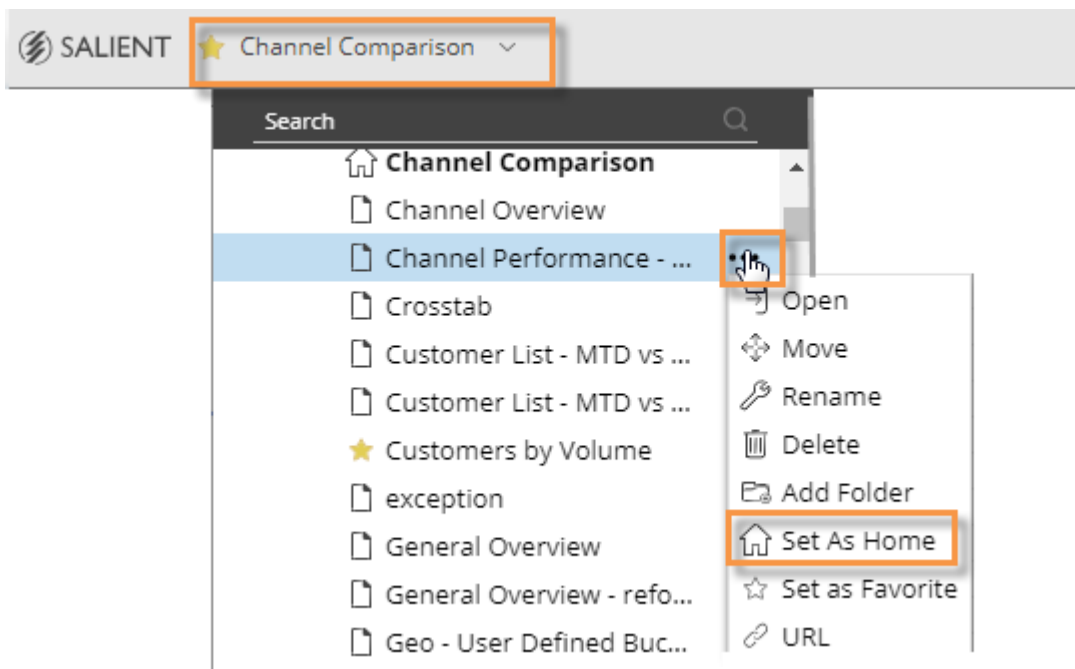 SALIENT Channel Comparison
Search
Channel Comparison
Channel Overview
Channel Performance - ...
Crosstab
Customer List - MTD vs ...
Customer List - MTD vs ...
Customers by Volume
exception
General Overview
General Overview - refo...
Geo - User Defined Buc...
Open
Move
Rename
Delete
Add Folder
Set As Home
Set as Favorite
URL